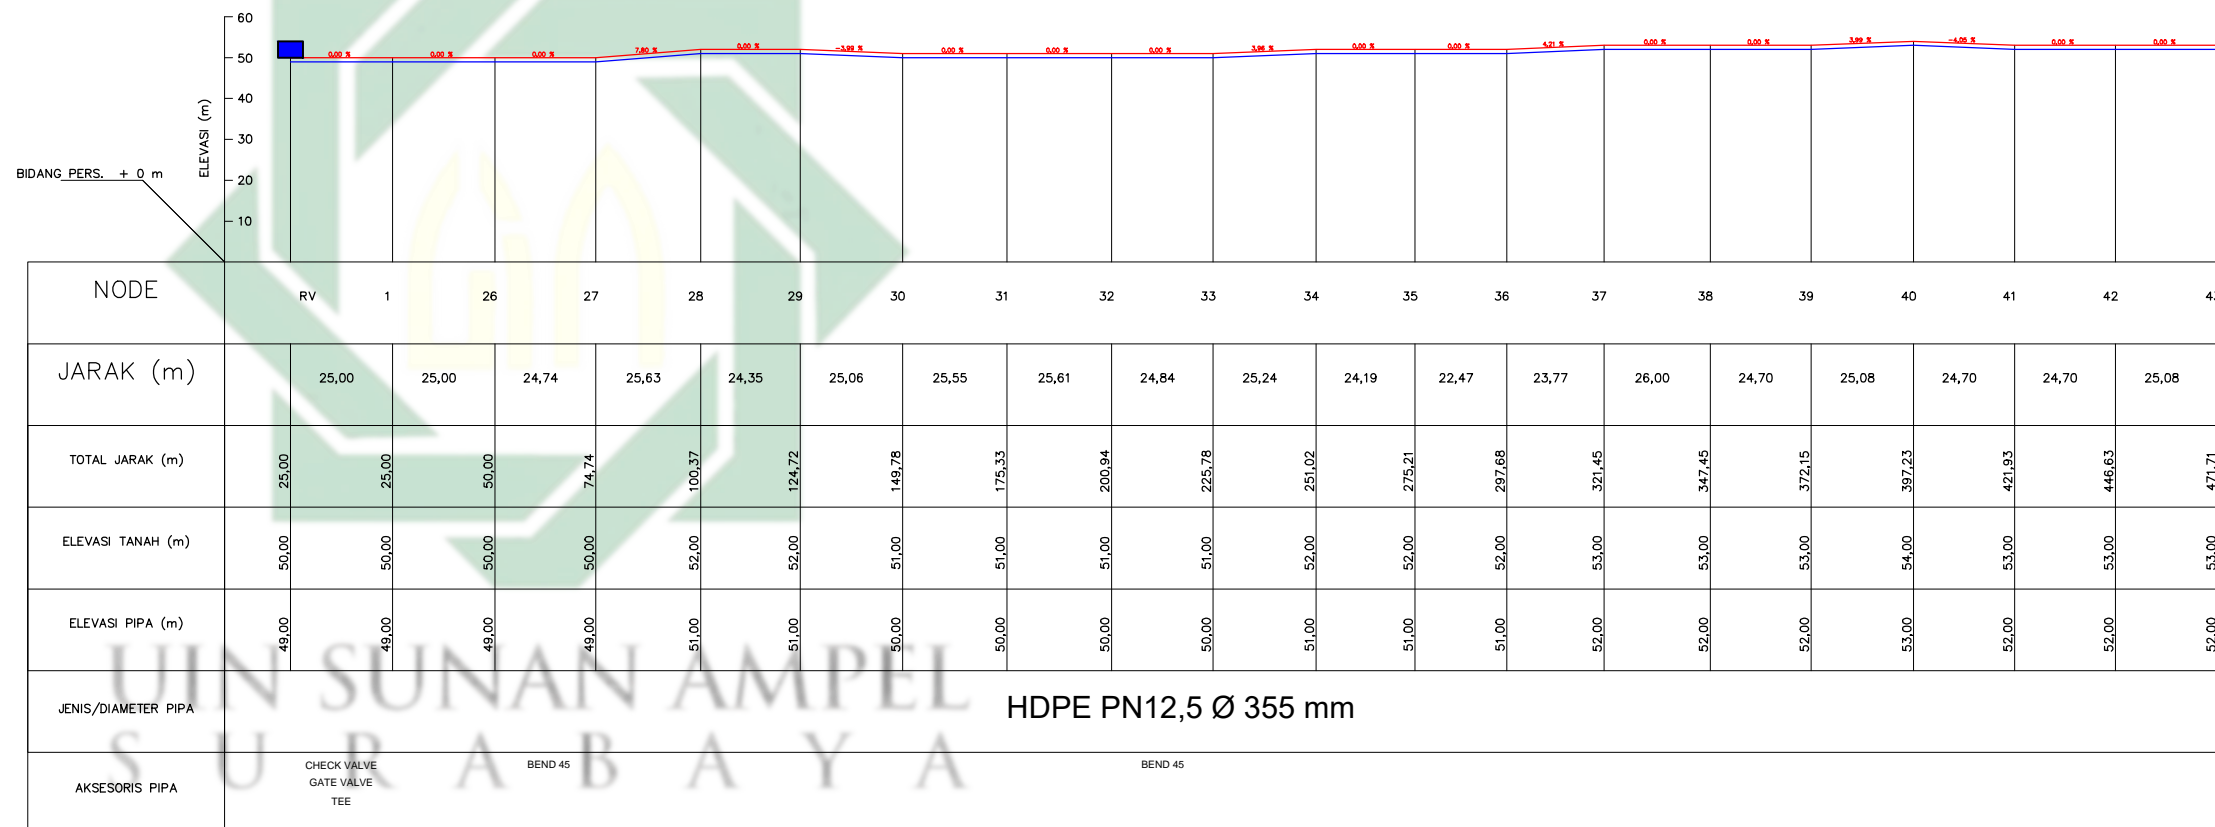 60
50
40
30
20
10
ELEVASI (m)
BIDANG PERS. + 0 m
0.00 % 0.00 % 0.00 % 7.80 % 0.00 % -3.99 % 0.00 % 0.00 % 0.00 % 3.96 % 0.00 % 0.00 % 4.21 % 0.00 % 0.00 % 3.99 % -4.05 % 0.00 % 0.00 %
NODE RV 1 26 27 28 29 30 31 32 33 34 35 36 37 38 39 40 41 42
JARAK (m) 25,00 25,00 24,74 25,63 24,35 25,06 25,55 25,61 24,84 25,24 24,19 22,47 23,77 26,00 24,70 25,08 24,70 24,70 25,08
TOTAL JARAK (m) 25,00 25,00 50,00 74,74 100,37 124,72 149,78 175,33 200,94 225,78 251,02 275,21 297,68 321,45 347,45 372,15 397,23 421,93 446,63 471,71
ELEVASI TANAH (m) 50,00 50,00 50,00 50,00 52,00 52,00 51,00 51,00 51,00 51,00 52,00 52,00 52,00 53,00 53,00 53,00 54,00 53,00 53,00 53,00
ELEVASI PIPA (m) 49,00 49,00 49,00 49,00 51,00 51,00 50,00 50,00 50,00 50,00 51,00 51,00 51,00 52,00 52,00 52,00 53,00 52,00 52,00 52,00
UIN SUNAN AMPEL
JENIS/DIAMETER PIPA HDPE PN12,5 Ø 355 mm
SURABAYA
AKSESORIS PIPA
CHECK VALVE
GATE VALVE
TEE
BEND 45
BEND 45